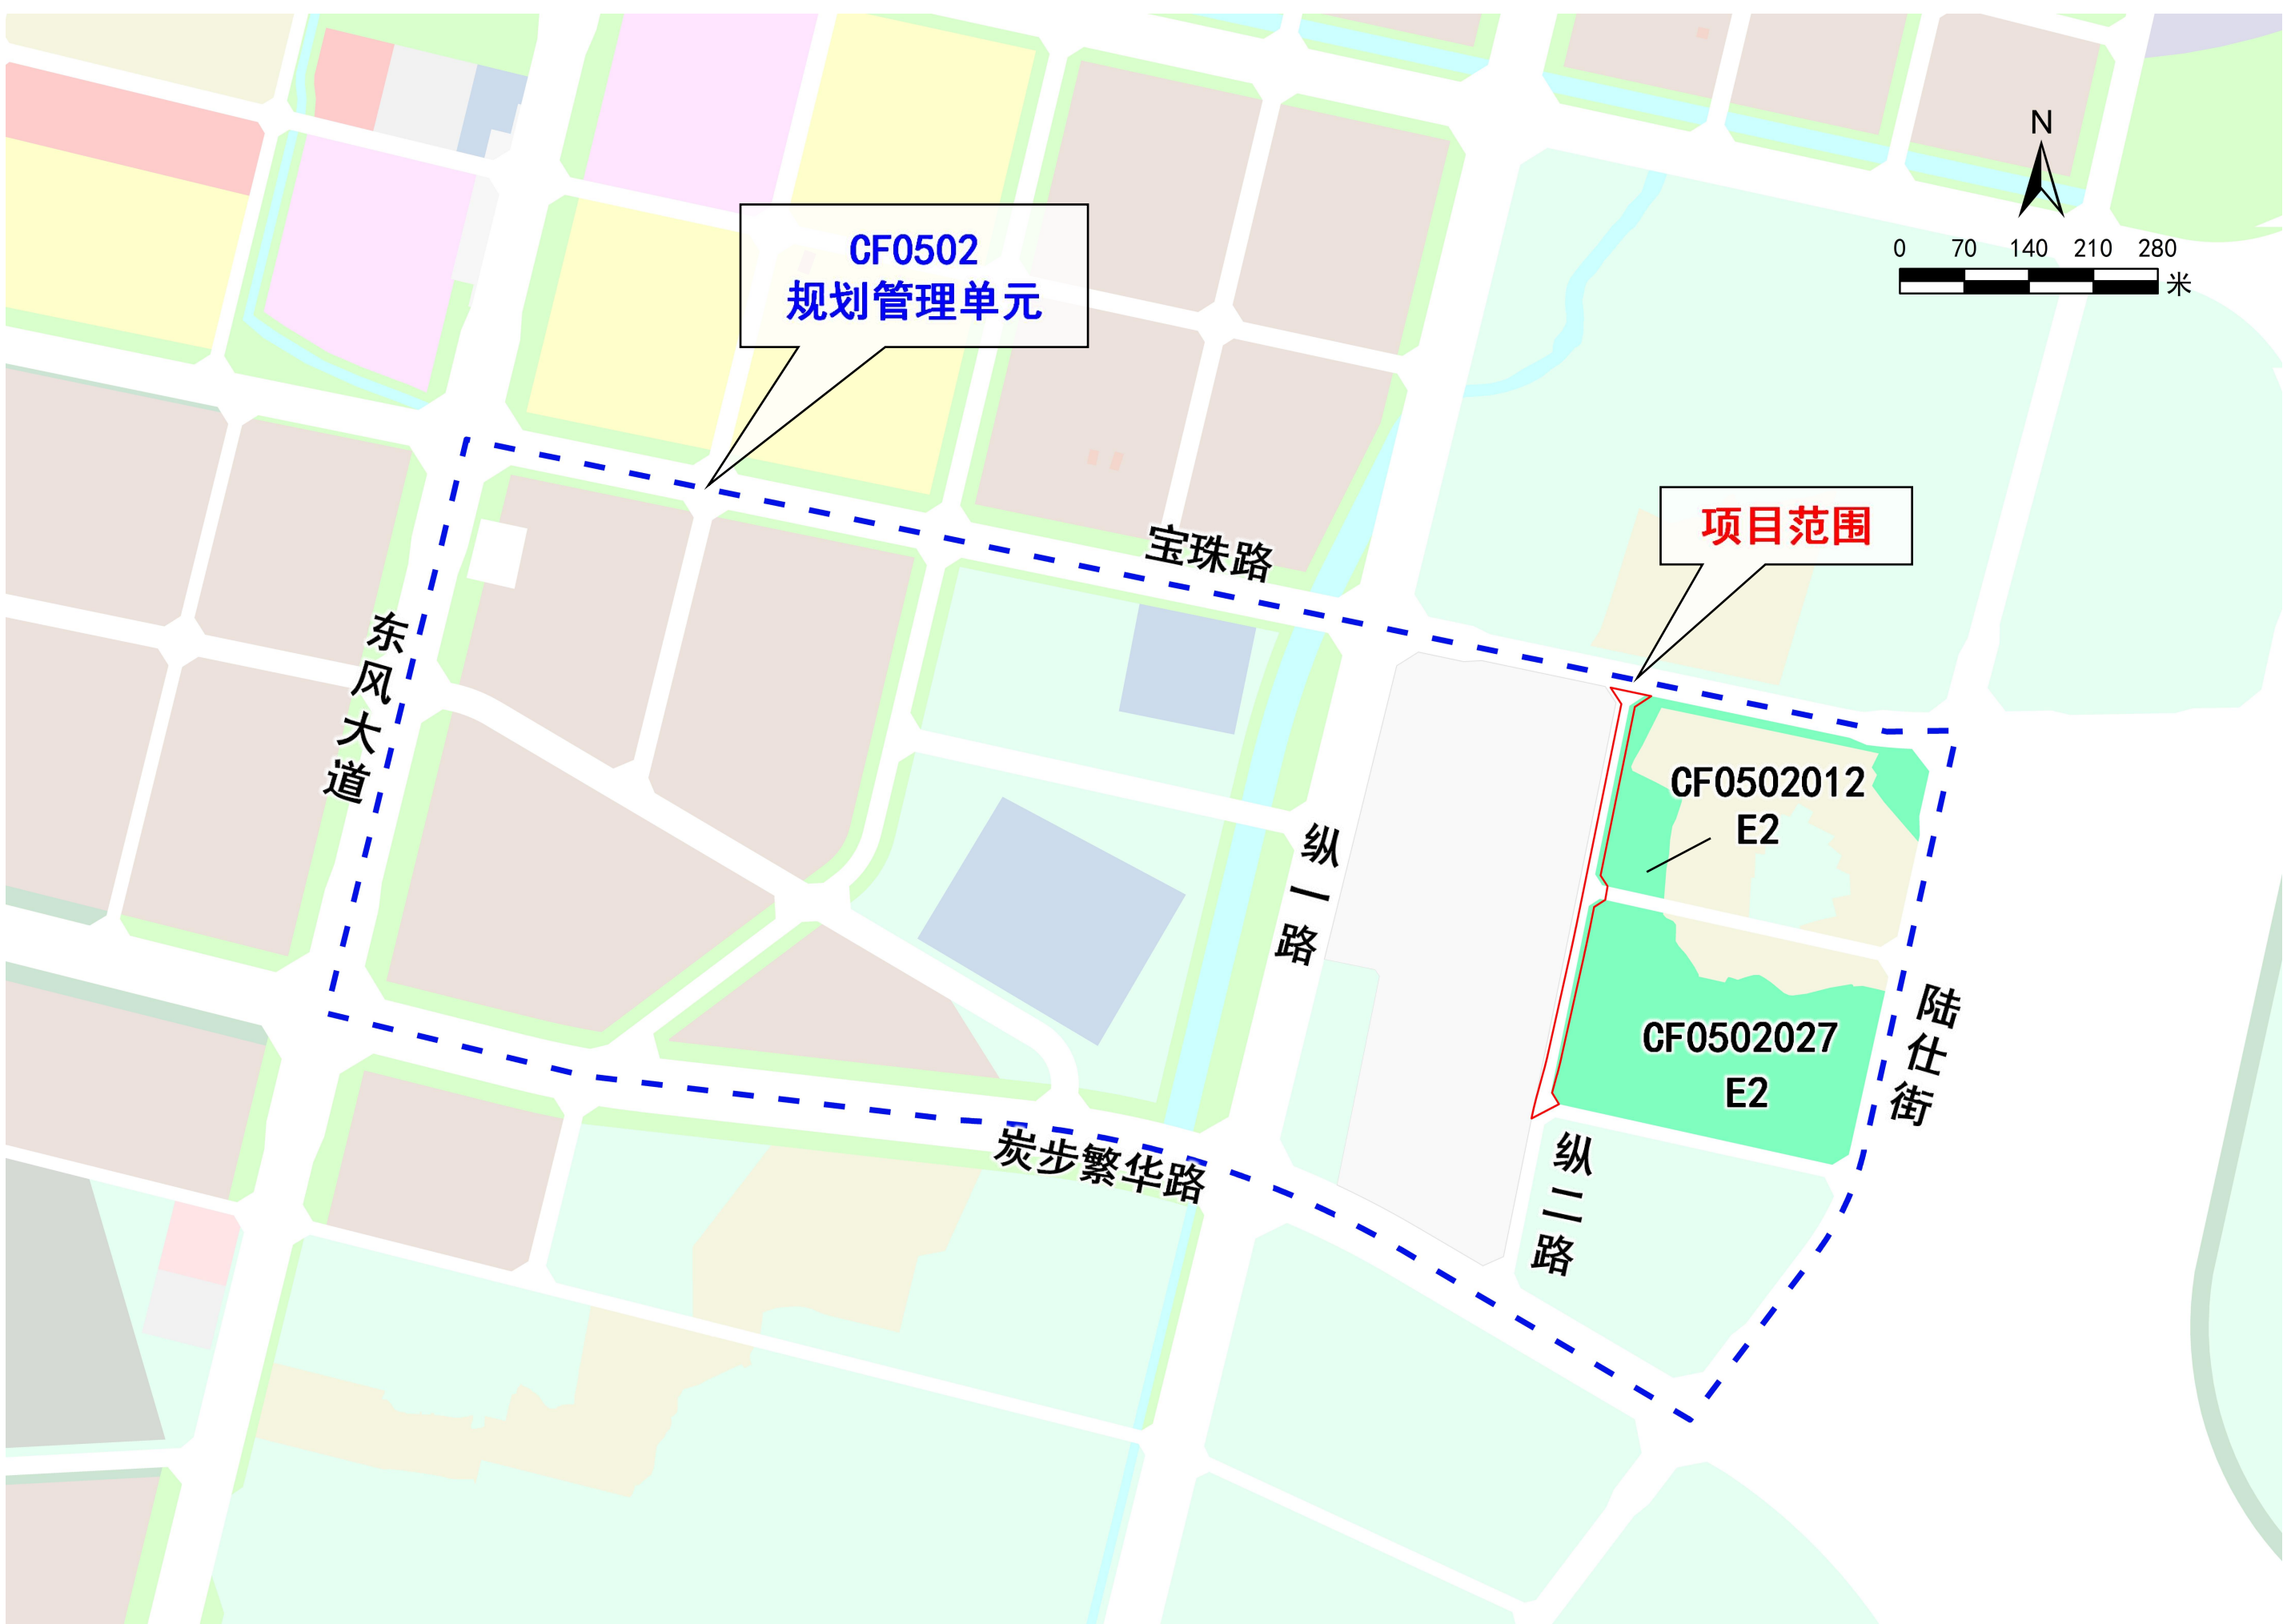 N
0 70 140 210 280
米
CF0502
规划管理单元
项目范围
宝珠路
东风大道
CF0502012
E2
纵一路
陆仕街
CF0502027
E2
炭步繁华路
纵二路